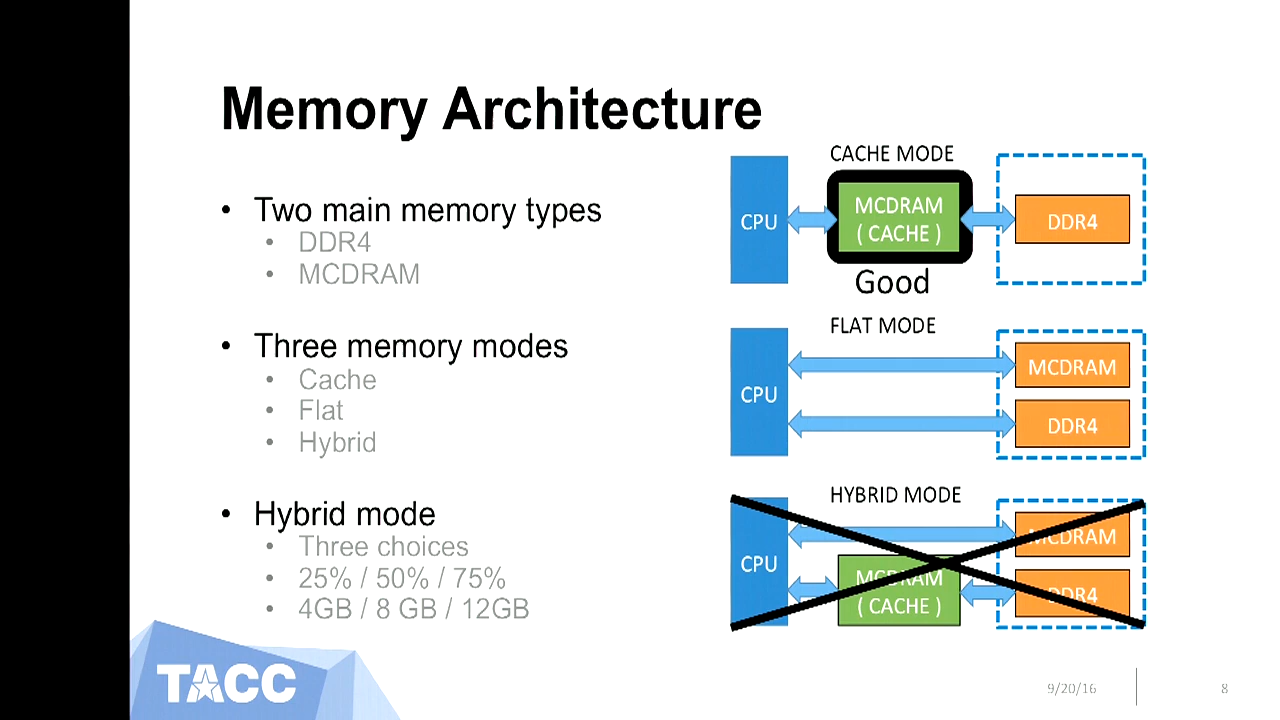 Memory Architecture
• Two main memory types
• DDR4
• MCDRAM
• Three memory modes
• Cache
• Flat
• Hybrid
• Hybrid mode
• Three choices
• 25% / 50% / 75%
• 4GB / 8 GB / 12GB
CACHE MODE
CPU
MCDRAM
( CACHE )
DDR4
Good
FLAT MODE
CPU
MCDRAM
DDR4
HYBRID MODE
CPU
MCDRAM
MCDRAM
( CACHE )
DDR4
TACC
9/20/16
8